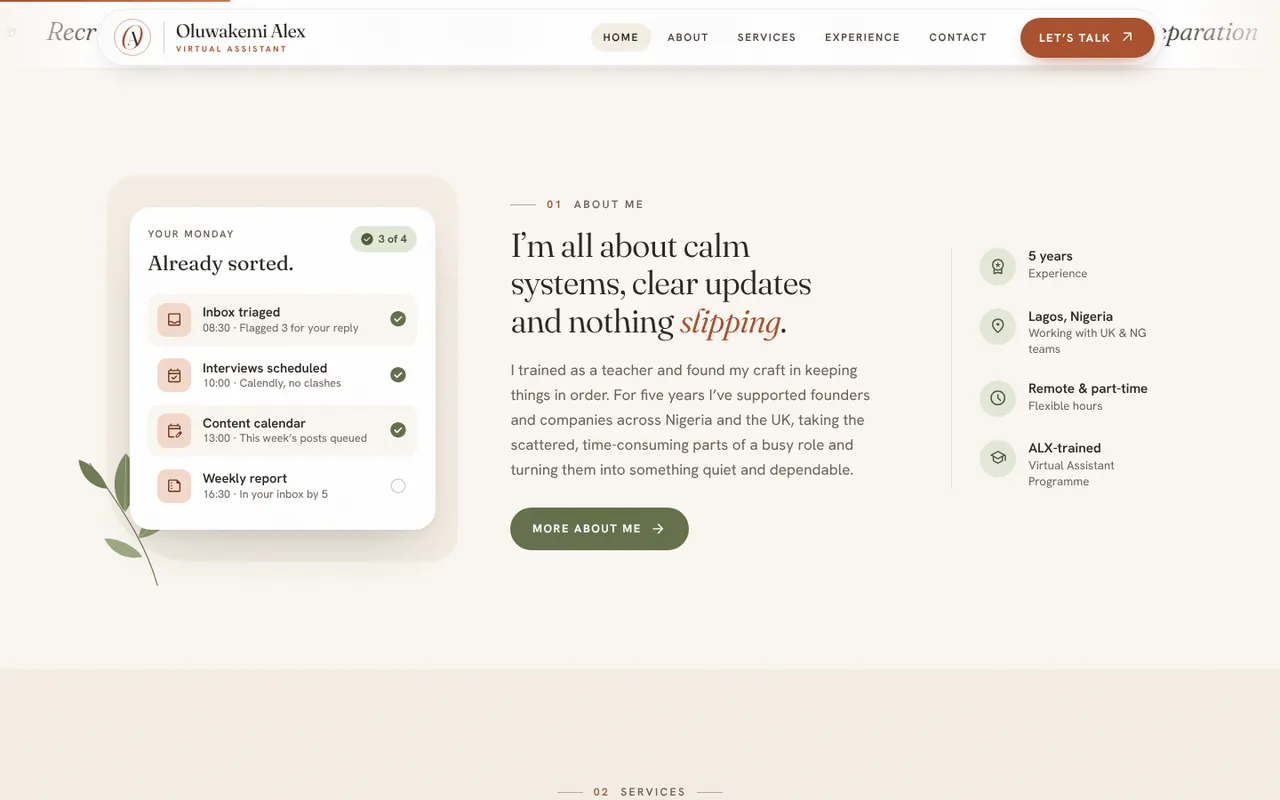 Recr
Oluwakemi Alex
VIRTUAL ASSISTANT
HOME
ABOUT
SERVICES
EXPERIENCE
CONTACT
LET’S TALK
eparation
YOUR MONDAY
3 of 4
Already sorted.
Inbox triaged
08:30 · Flagged 3 for your reply
Interviews scheduled
10:00 · Calendly, no clashes
Content calendar
13:00 · This week’s posts queued
Weekly report
16:30 · In your inbox by 5
01 ABOUT ME
I’m all about calm
systems, clear updates
and nothing slipping.
I trained as a teacher and found my craft in keeping
things in order. For five years I’ve supported founders
and companies across Nigeria and the UK, taking the
scattered, time-consuming parts of a busy role and
turning them into something quiet and dependable.
MORE ABOUT ME
5 years
Experience
Lagos, Nigeria
Working with UK & NG
teams
Remote & part-time
Flexible hours
ALX-trained
Virtual Assistant
Programme
02 SERVICES